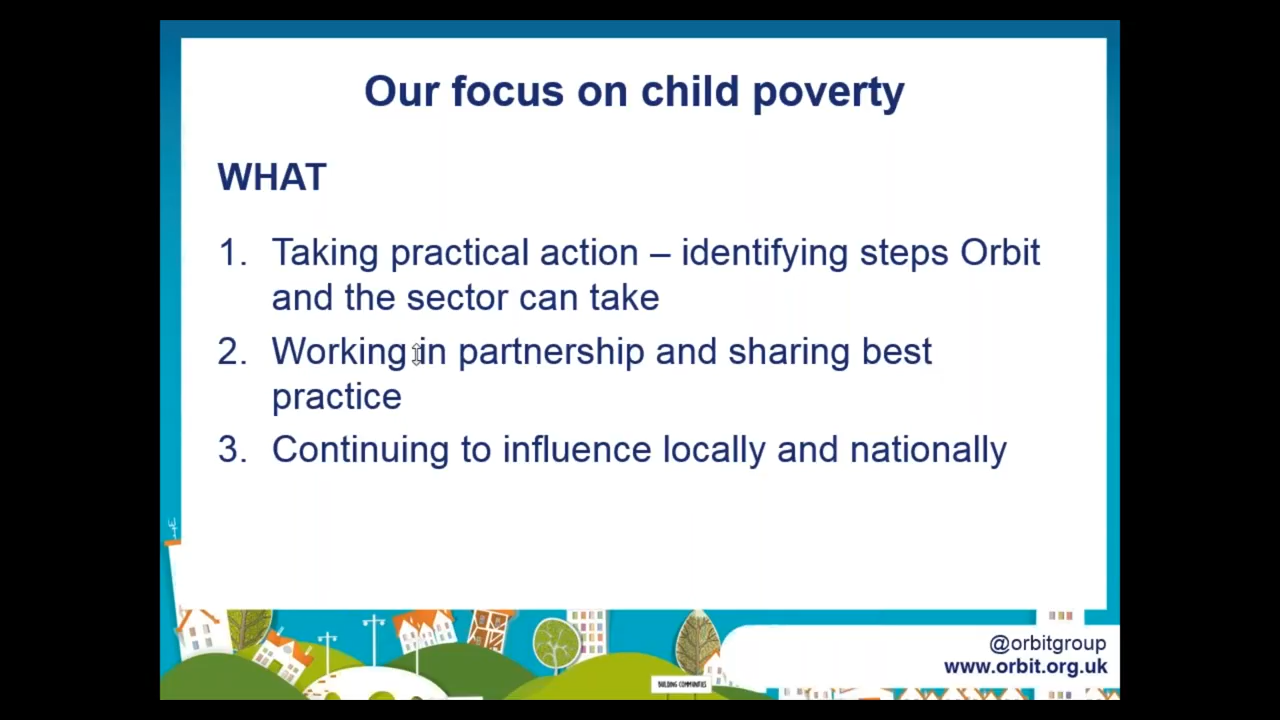 Our focus on child poverty
WHAT
1. Taking practical action – identifying steps Orbit
and the sector can take
2. Working in partnership and sharing best
practice
3. Continuing to influence locally and nationally
@orbitgroup
www.orbit.org.uk
BUILDING COMMUNITIES